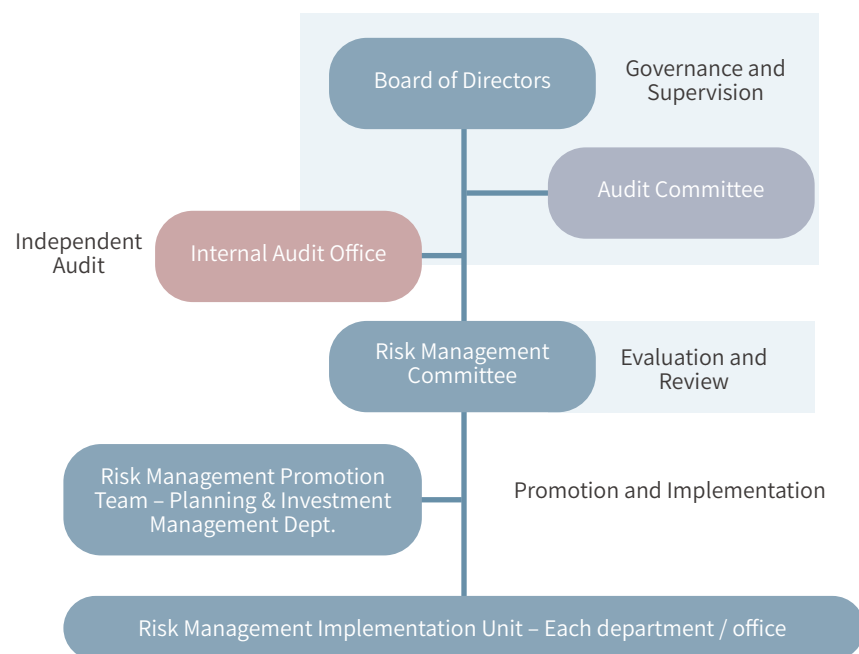 Board of Directors
Governance and
Supervision
Audit Committee
Independent
Audit
Internal Audit Office
Risk Management
Committee
Evaluation and
Review
Risk Management Promotion
Team – Planning & Investment
Management Dept.
Promotion and Implementation
Risk Management Implementation Unit – Each department / office